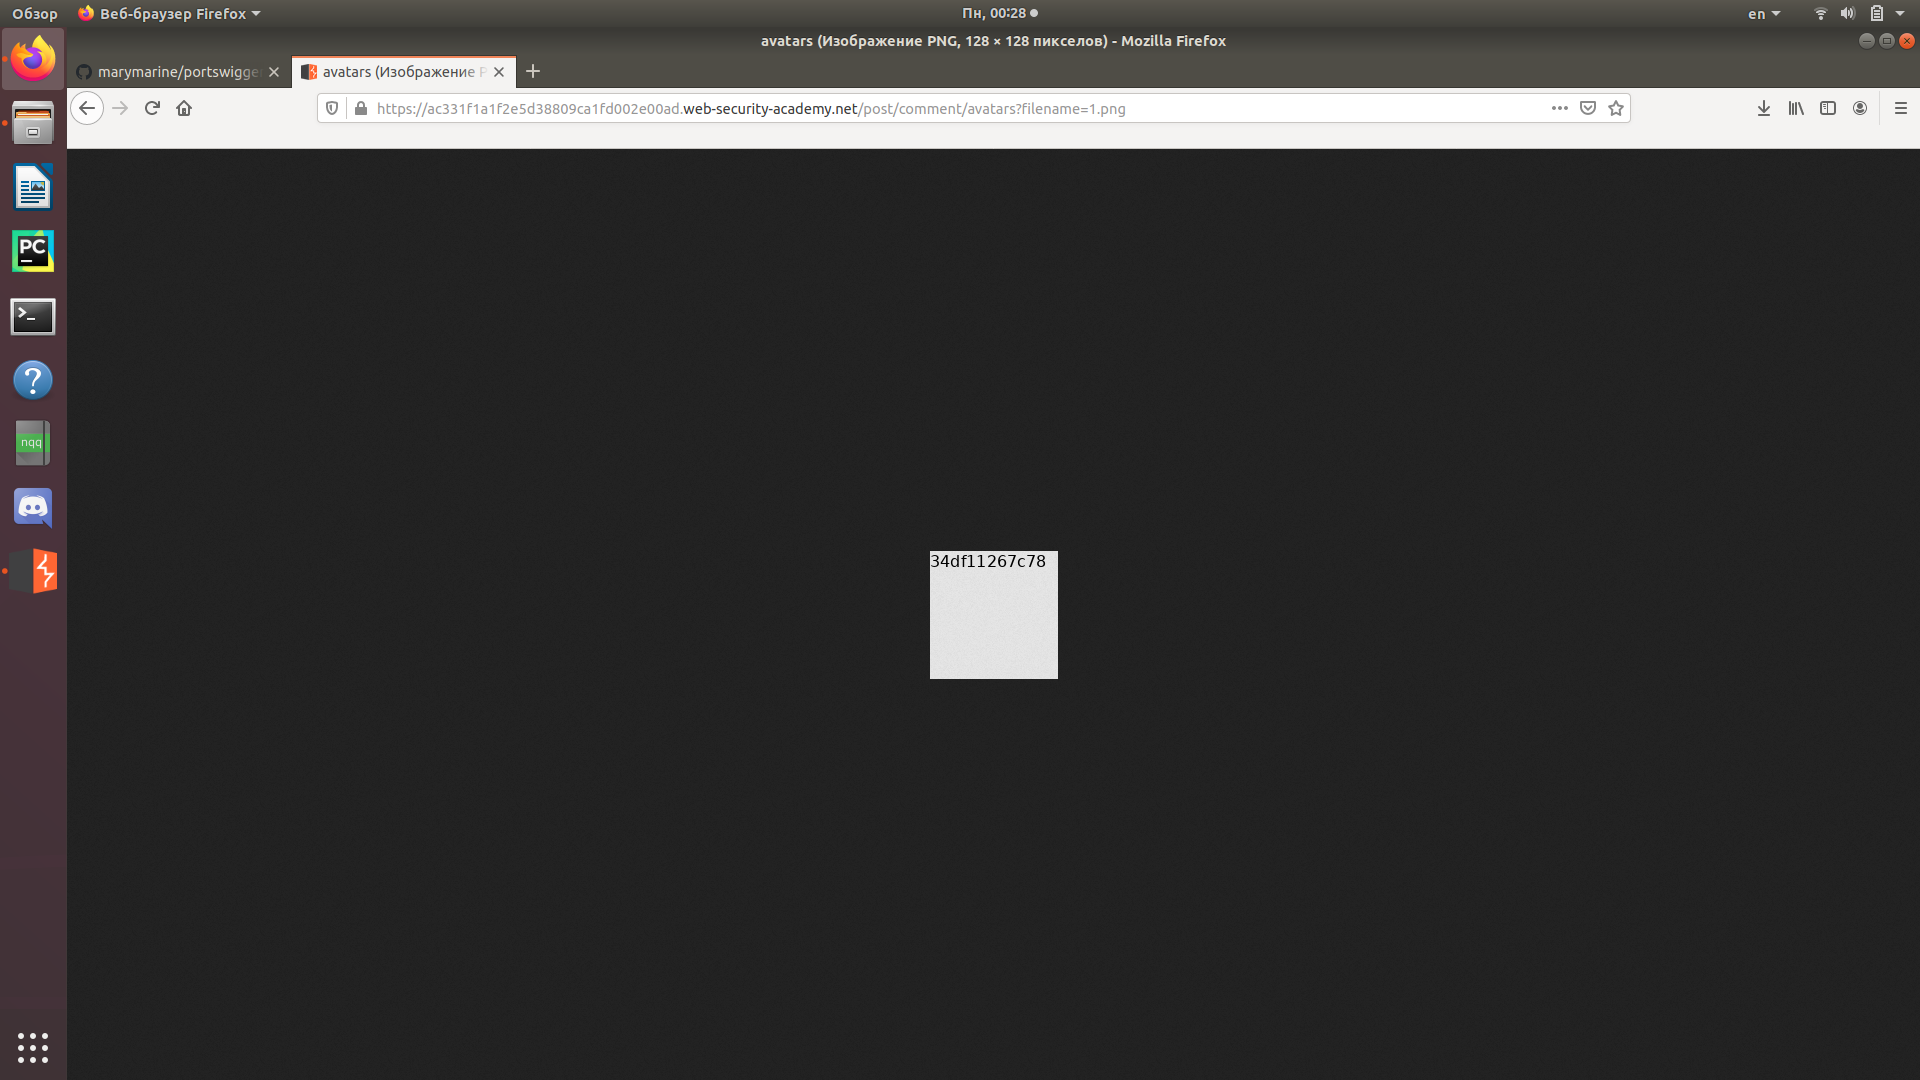 Обзор
Веб-браузер Firefox
Пн, 00:28
en
avatars (Изображение PNG, 128 × 128 пикселов) - Mozilla Firefox
marymarine/portswigger
avatars (Изображение P
https://ac331f1a1f2e5d38809ca1fd002e00ad.web-security-academy.net/post/comment/avatars?filename=1.png
PC
>_
?
nqq
34df11267c78